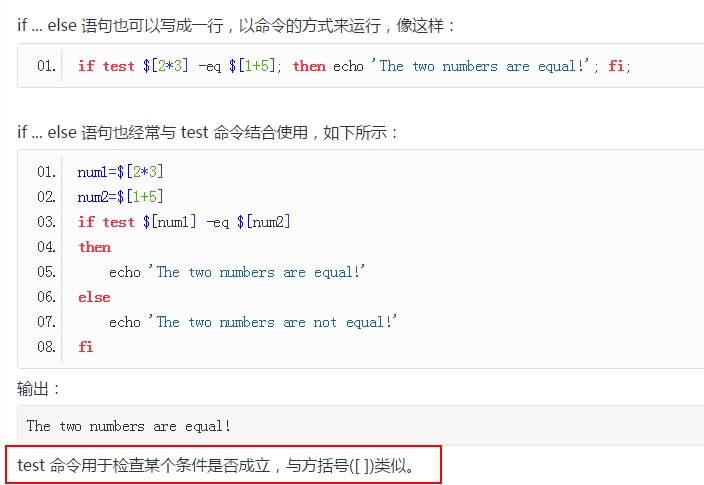 if ... else 语句也可以写成一行，以命令的方式来运行，像这样：
01. if test $[2*3] -eq $[1+5]; then echo 'The two numbers are equal!'; fi;
if ... else 语句也经常与 test 命令结合使用，如下所示：
01. num1=$[2*3]
02. num2=$[1+5]
03. if test $[num1] -eq $[num2]
04. then
05.     echo 'The two numbers are equal!'
06. else
07.     echo 'The two numbers are not equal!'
08. fi
输出：
The two numbers are equal!
test 命令用于检查某个条件是否成立，与方括号([ ])类似。